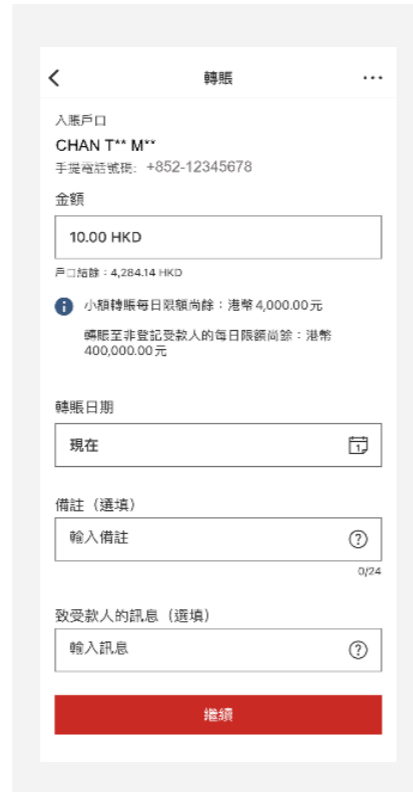 轉賬
入賬戶口
CHAN T** M**
手提電話號碼: +852-12345678
金額
10.00 HKD
戶口結餘：4,284.14 HKD
小額轉賬每日限額尚餘：港幣 4,000.00 元
轉賬至非登記受款人的每日限額尚餘：港幣
400,000.00 元
轉賬日期
現在
1
備註（選填）
輸入備註
?
0/24
致受款人的訊息（選填）
輸入訊息
?
繼續